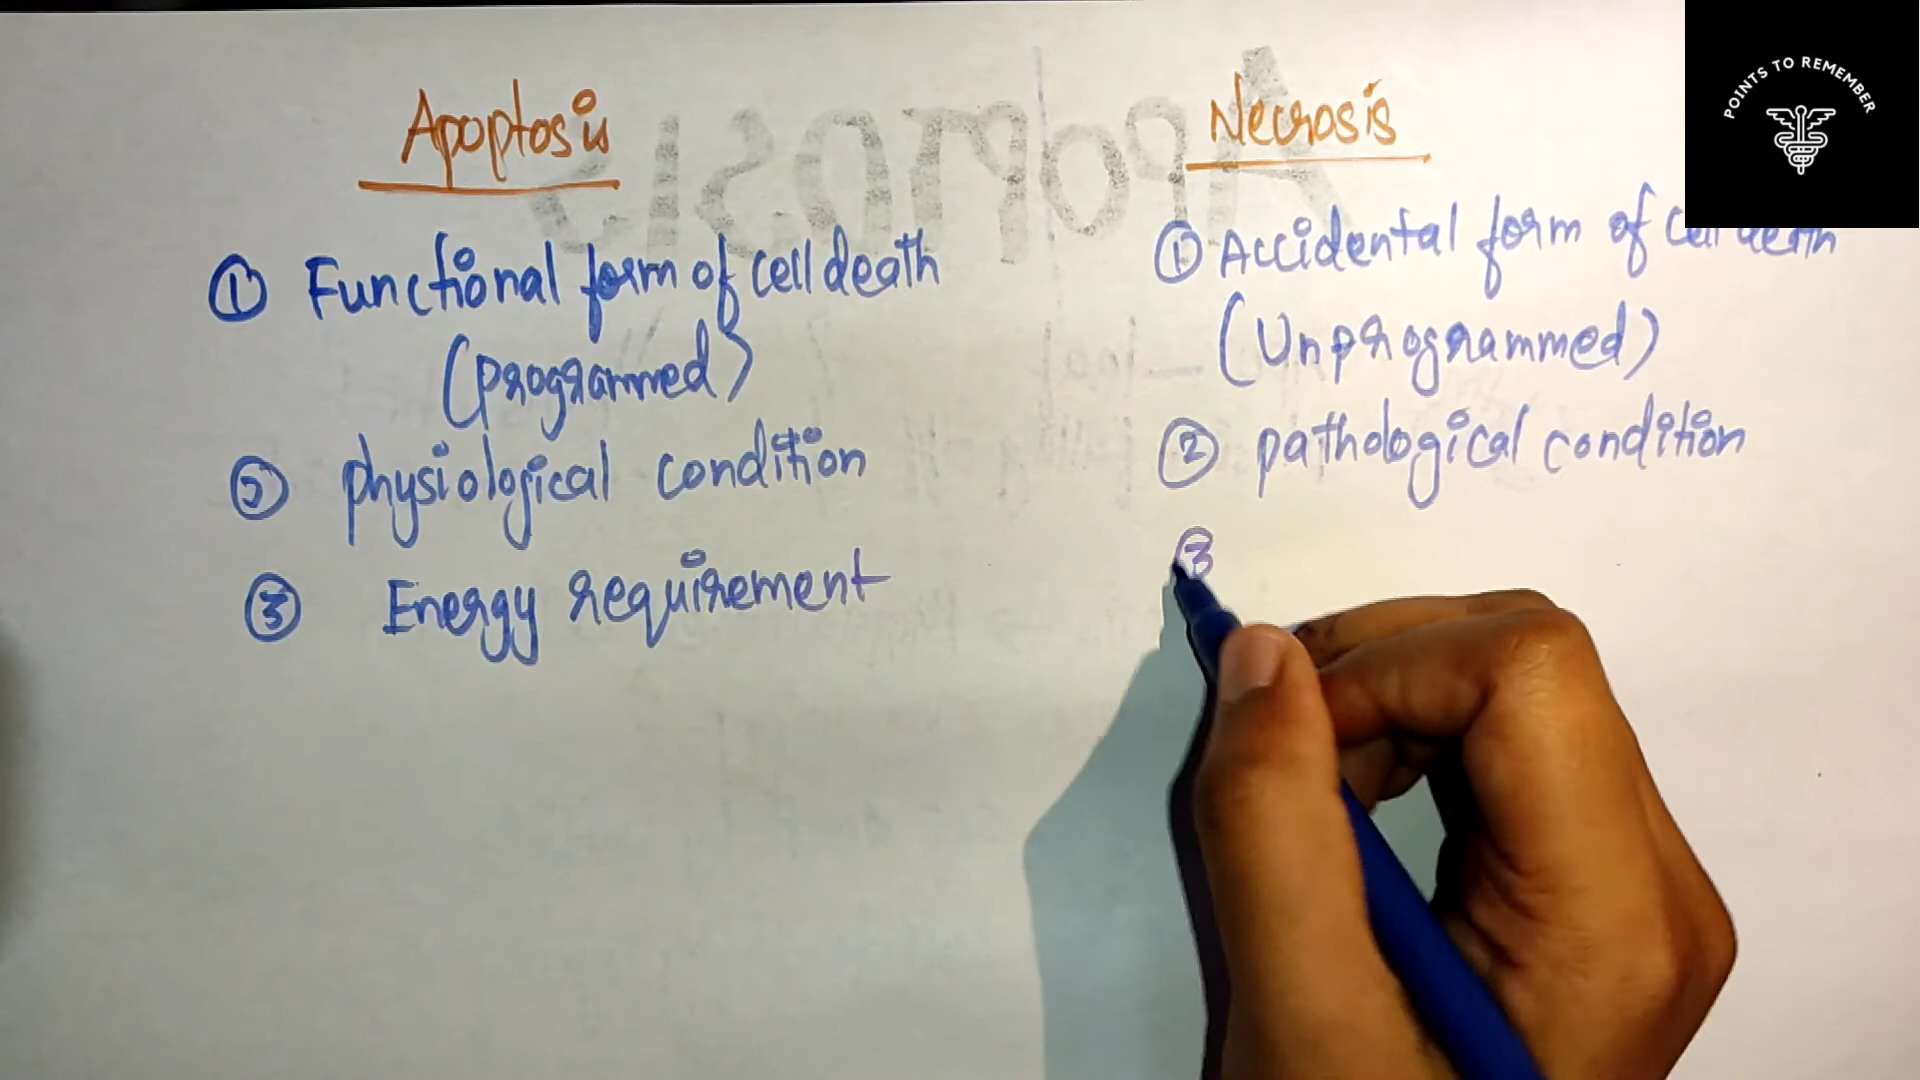 Apoptosis
① Functional form of cell death
(programmed)
② physiological condition
③ Energy requirement
Necrosis
① Accidental form of cell death
(Unprogrammed)
② pathological condition
③
POINTS TO REMEMBER
APOPTOSIS